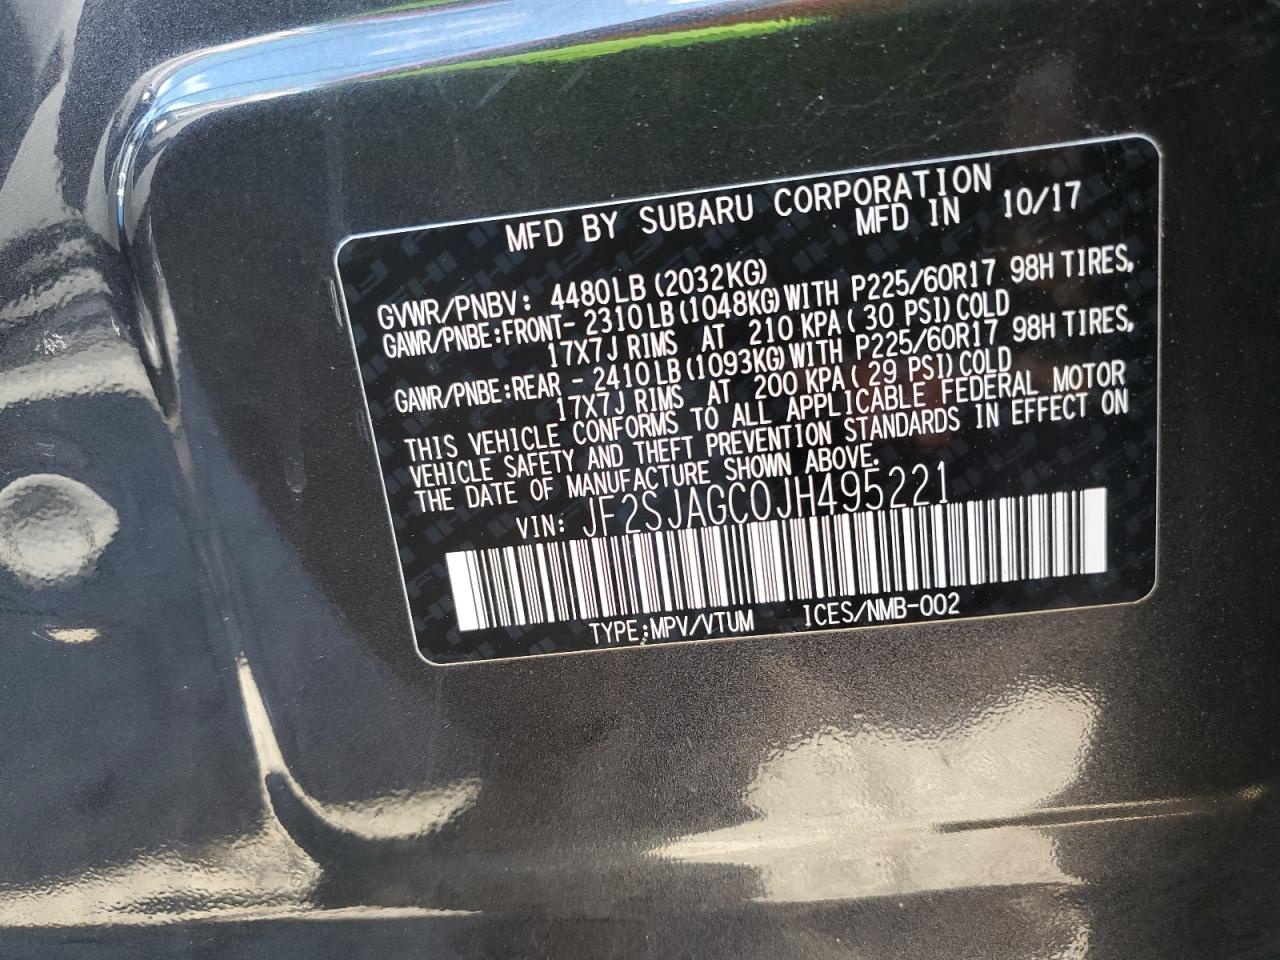 MFD BY SUBARU CORPORATION
MFD IN 10/17
GVWR/PNBV: 4480LB (2032KG)
GAWR/PNBE:FRONT- 2310LB (1048KG) WITH P225/60R17 98H TIRES,
17X7J RIMS AT 210 KPA ( 30 PSI) COLD
GAWR/PNBE:REAR - 2410LB (1093KG) WITH P225/60R17 98H TIRES,
17X7J RIMS AT 200 KPA ( 29 PSI) COLD
THIS VEHICLE CONFORMS TO ALL APPLICABLE FEDERAL MOTOR
VEHICLE SAFETY AND THEFT PREVENTION STANDARDS IN EFFECT ON
THE DATE OF MANUFACTURE SHOWN ABOVE.
VIN: JF2SJAGC0JH495221
TYPE:MPV/VTUM ICES/NMB-002